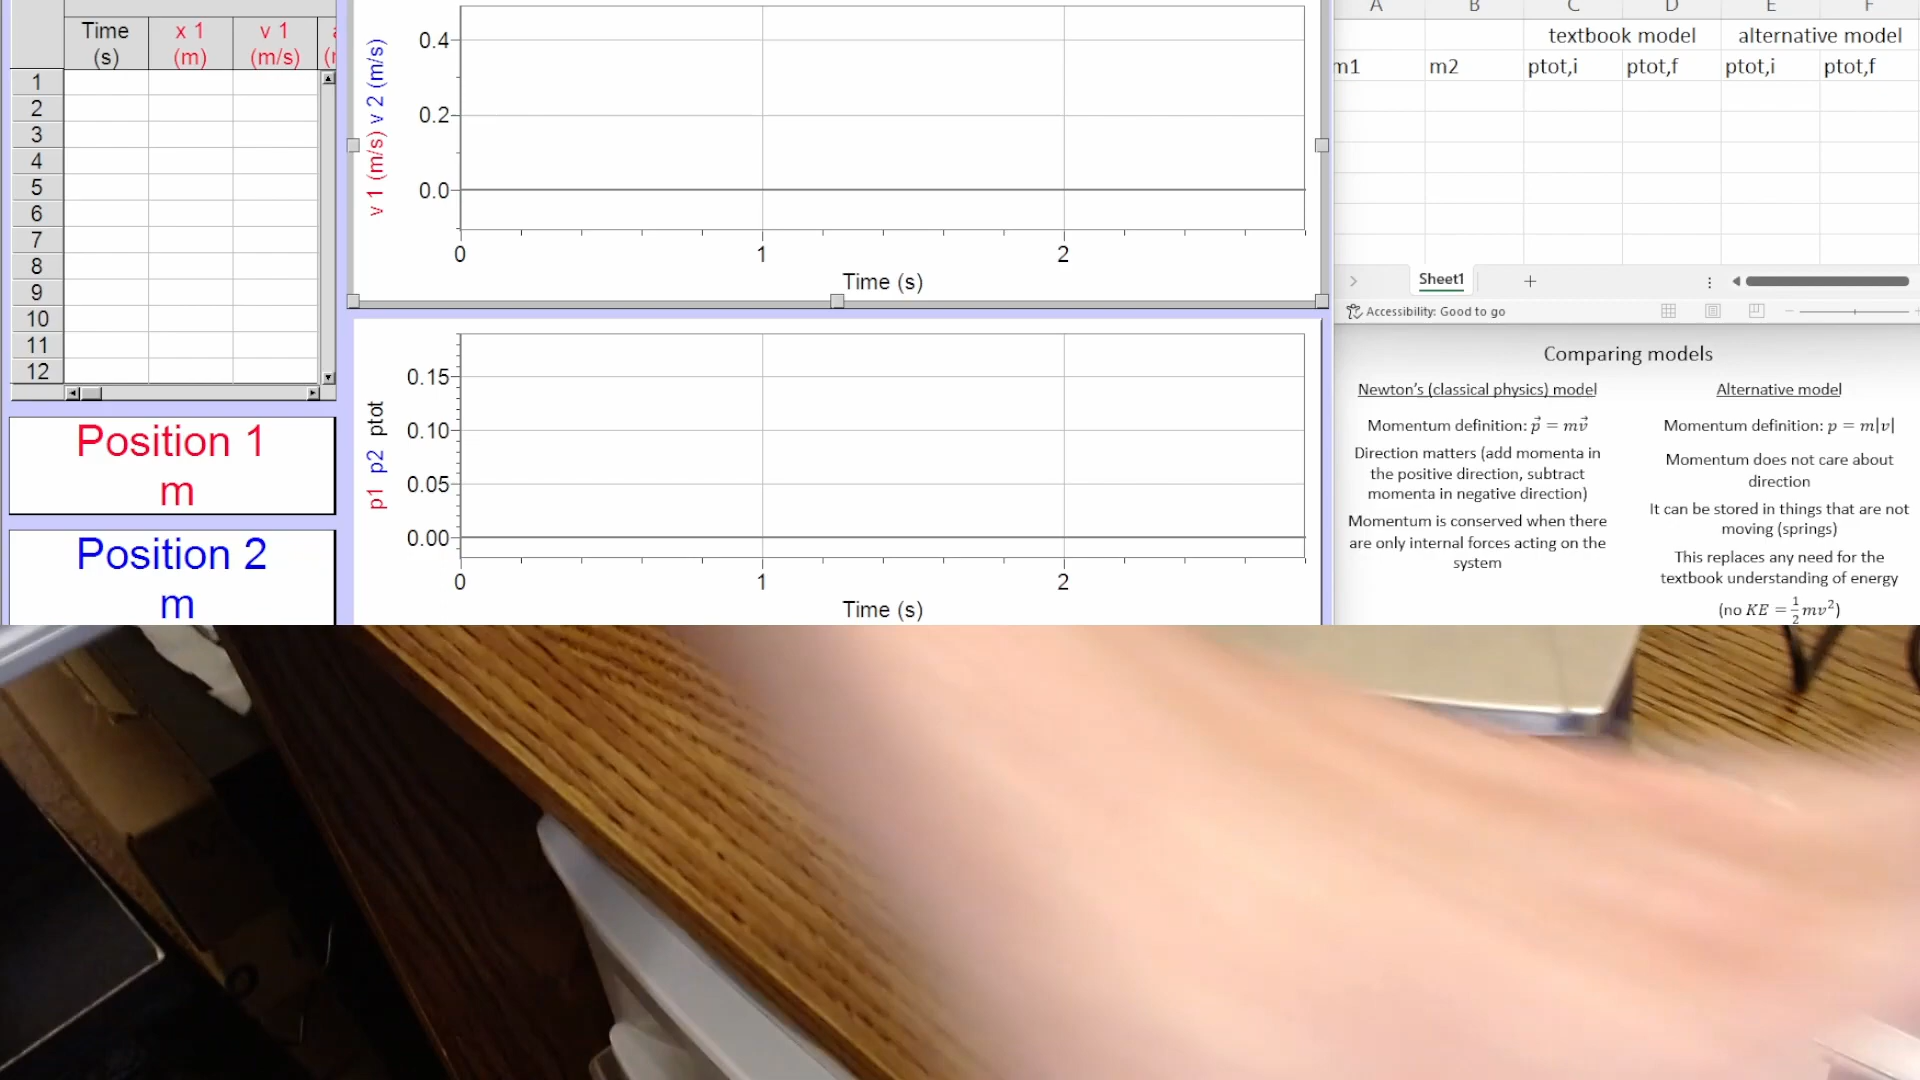 Time
(s)
x 1
(m)
v 1
(m/s)
1
2
3
4
5
6
7
8
9
10
11
12
Position 1
m
Position 2
m
v 1 (m/s) v 2 (m/s)
0.4
0.2
0.0
0
1
2
Time (s)
p1 p2 ptot
0.15
0.10
0.05
0.00
0
1
2
Time (s)
A B C D E F
textbook model alternative model
m1 m2 ptot,i ptot,f ptot,i ptot,f
Sheet1
Accessibility: Good to go
Comparing models
Newton's (classical physics) model
Momentum definition: p⃗ = mv⃗
Direction matters (add momenta in
the positive direction, subtract
momenta in negative direction)
Momentum is conserved when there
are only internal forces acting on the
system
Alternative model
Momentum definition: p = m|v|
Momentum does not care about
direction
It can be stored in things that are not
moving (springs)
This replaces any need for the
textbook understanding of energy
(no KE = 1/2 mv²)